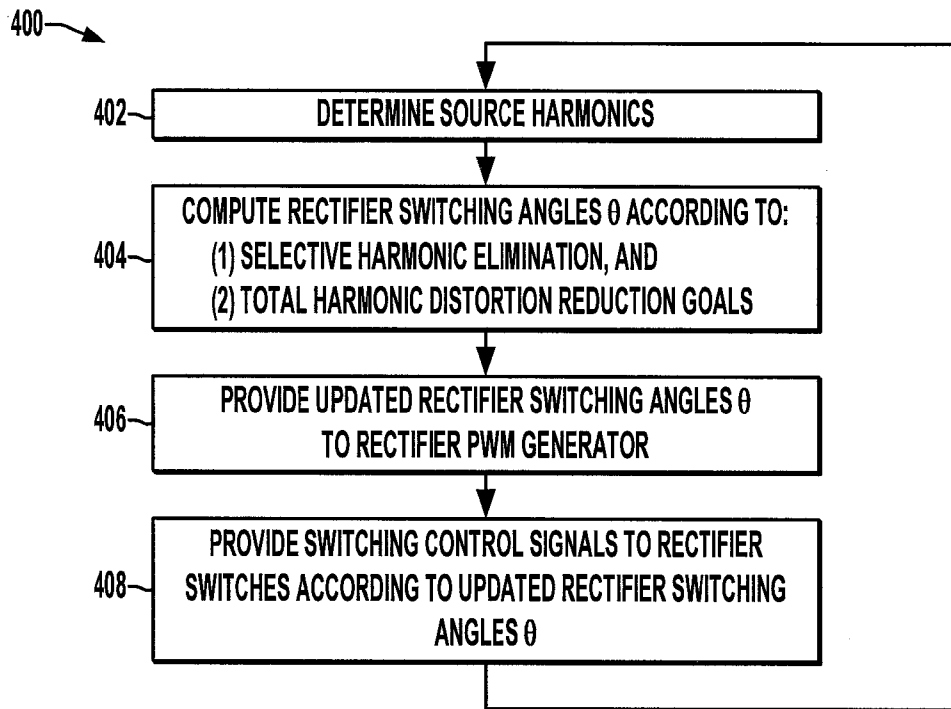 400
402
DETERMINE SOURCE HARMONICS
404
COMPUTE RECTIFIER SWITCHING ANGLES θ ACCORDING TO:
(1) SELECTIVE HARMONIC ELIMINATION, AND
(2) TOTAL HARMONIC DISTORTION REDUCTION GOALS
406
PROVIDE UPDATED RECTIFIER SWITCHING ANGLES θ
TO RECTIFIER PWM GENERATOR
408
PROVIDE SWITCHING CONTROL SIGNALS TO RECTIFIER
SWITCHES ACCORDING TO UPDATED RECTIFIER SWITCHING
ANGLES θ